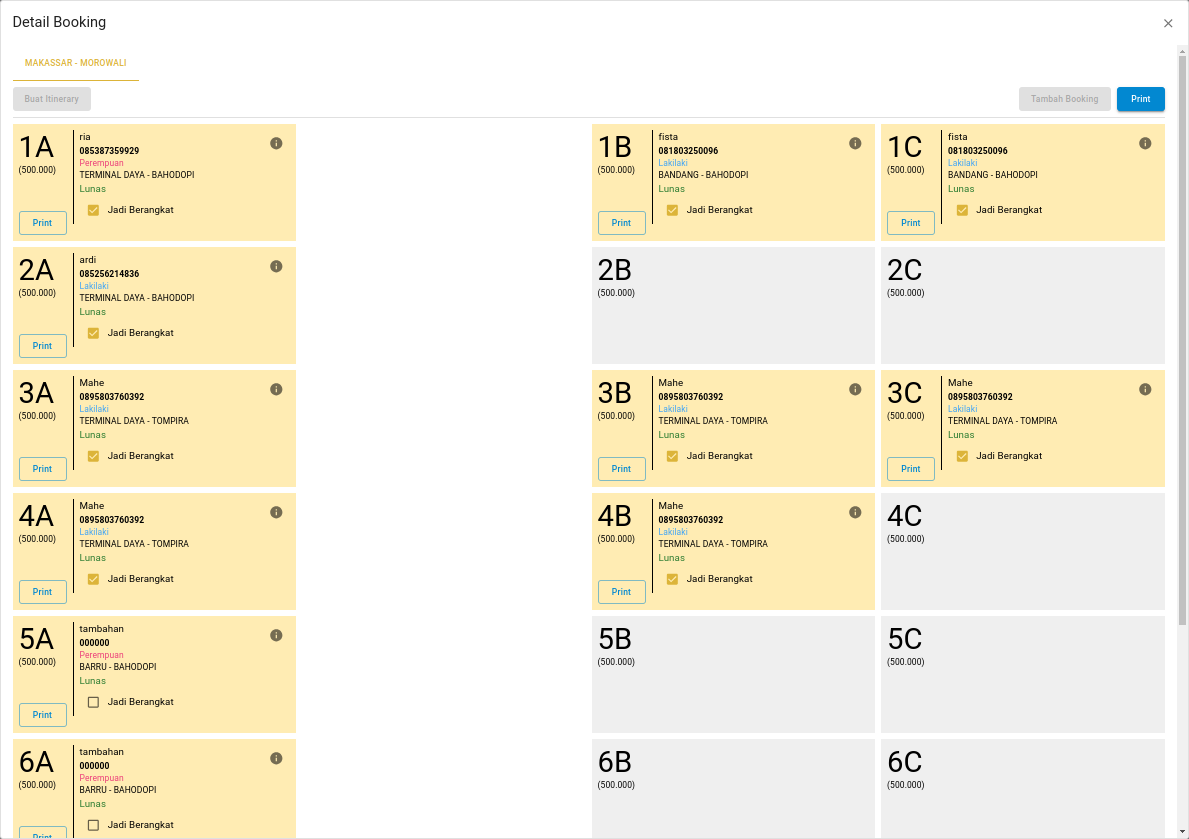 Detail Booking
MAKASSAR - MOROWALI
Buat Itinerary
Tambah Booking
Print
1A
(500.000)
Print
ria
085387359929
Perempuan
TERMINAL DAYA - BAHODOPI
Lunas
Jadi Berangkat
1B
(500.000)
Print
fista
081803250096
Lakilaki
BANDANG - BAHODOPI
Lunas
Jadi Berangkat
1C
(500.000)
Print
fista
081803250096
Lakilaki
BANDANG - BAHODOPI
Lunas
Jadi Berangkat
2A
(500.000)
Print
ardi
085256214836
Lakilaki
TERMINAL DAYA - BAHODOPI
Lunas
Jadi Berangkat
2B
(500.000)
2C
(500.000)
3A
(500.000)
Print
Mahe
0895803760392
Lakilaki
TERMINAL DAYA - TOMPIRA
Lunas
Jadi Berangkat
3B
(500.000)
Print
Mahe
0895803760392
Lakilaki
TERMINAL DAYA - TOMPIRA
Lunas
Jadi Berangkat
3C
(500.000)
Print
Mahe
0895803760392
Lakilaki
TERMINAL DAYA - TOMPIRA
Lunas
Jadi Berangkat
4A
(500.000)
Print
Mahe
0895803760392
Lakilaki
TERMINAL DAYA - TOMPIRA
Lunas
Jadi Berangkat
4B
(500.000)
Print
Mahe
0895803760392
Lakilaki
TERMINAL DAYA - TOMPIRA
Lunas
Jadi Berangkat
4C
(500.000)
5A
(500.000)
Print
tambahan
000000
Perempuan
BARRU - BAHODOPI
Lunas
Jadi Berangkat
5B
(500.000)
5C
(500.000)
6A
(500.000)
Print
tambahan
000000
Perempuan
BARRU - BAHODOPI
Lunas
Jadi Berangkat
6B
(500.000)
6C
(500.000)